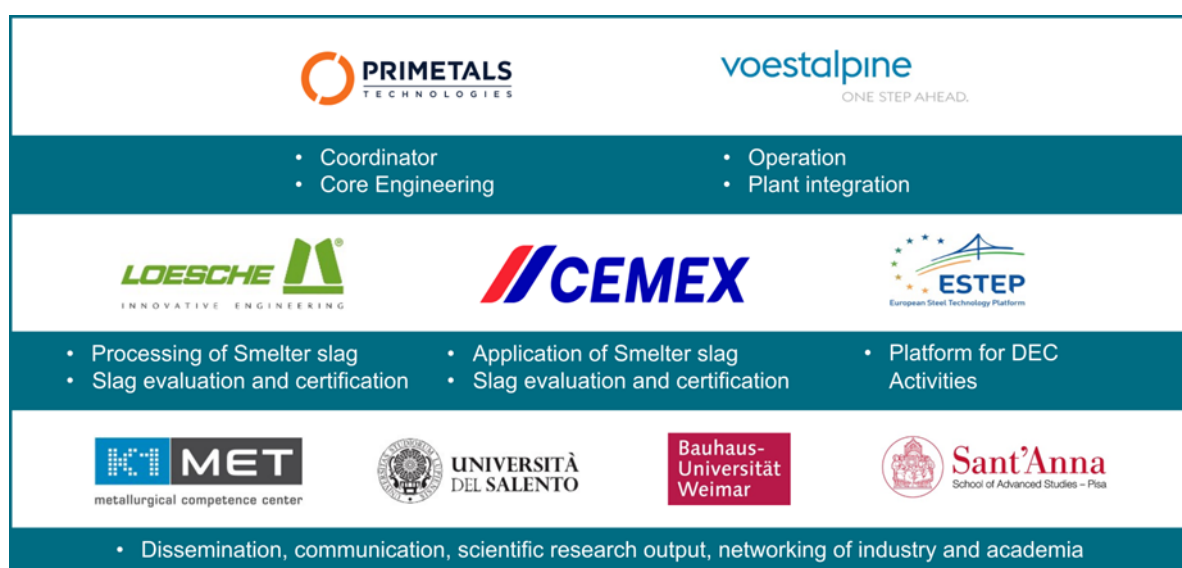 PRIMETALS
TECHNOLOGIES
voestalpine
ONE STEP AHEAD.
• Coordinator
• Core Engineering
• Operation
• Plant integration
LOESCHE ®
INNOVATIVE ENGINEERING
CEMEX
ESTEP
European Steel Technology Platform
• Processing of Smelter slag
• Slag evaluation and certification
• Application of Smelter slag
• Slag evaluation and certification
• Platform for DEC
Activities
K1 MET
metallurgical competence center
UNIVERSITÀ
DEL SALENTO
Bauhaus-
Universität
Weimar
Sant'Anna
School of Advanced Studies – Pisa
• Dissemination, communication, scientific research output, networking of industry and academia